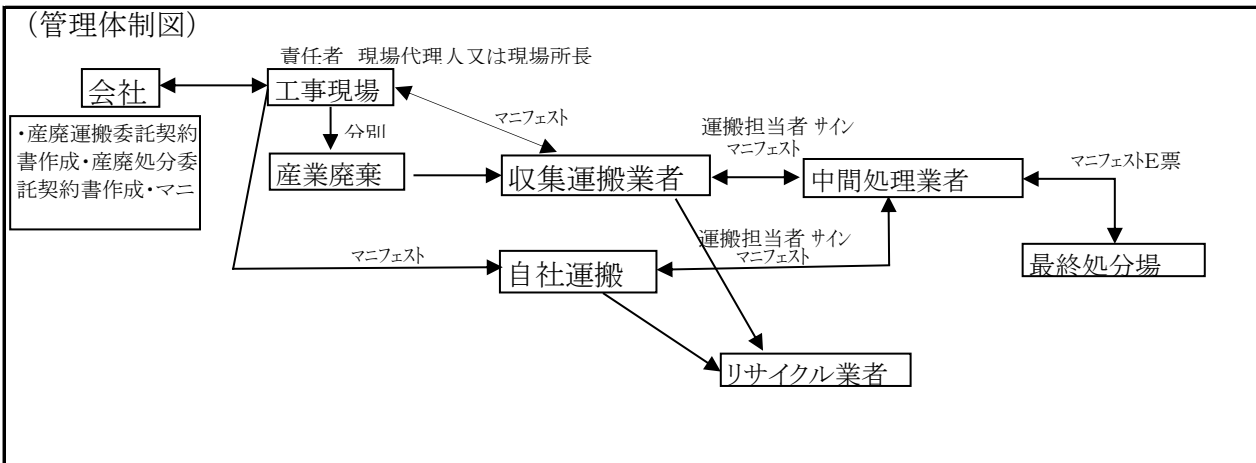 （管理体制図）
責任者　現場代理人又は現場所長
会社
工事現場
・産廃運搬委託契約
書作成・産廃処分委
託契約書作成・マニ
分別
産業廃棄
マニフェスト
収集運搬業者
運搬担当者 サイン
マニフェスト
中間処理業者
マニフェストE票
最終処分場
マニフェスト
自社運搬
運搬担当者 サイン
マニフェスト
リサイクル業者